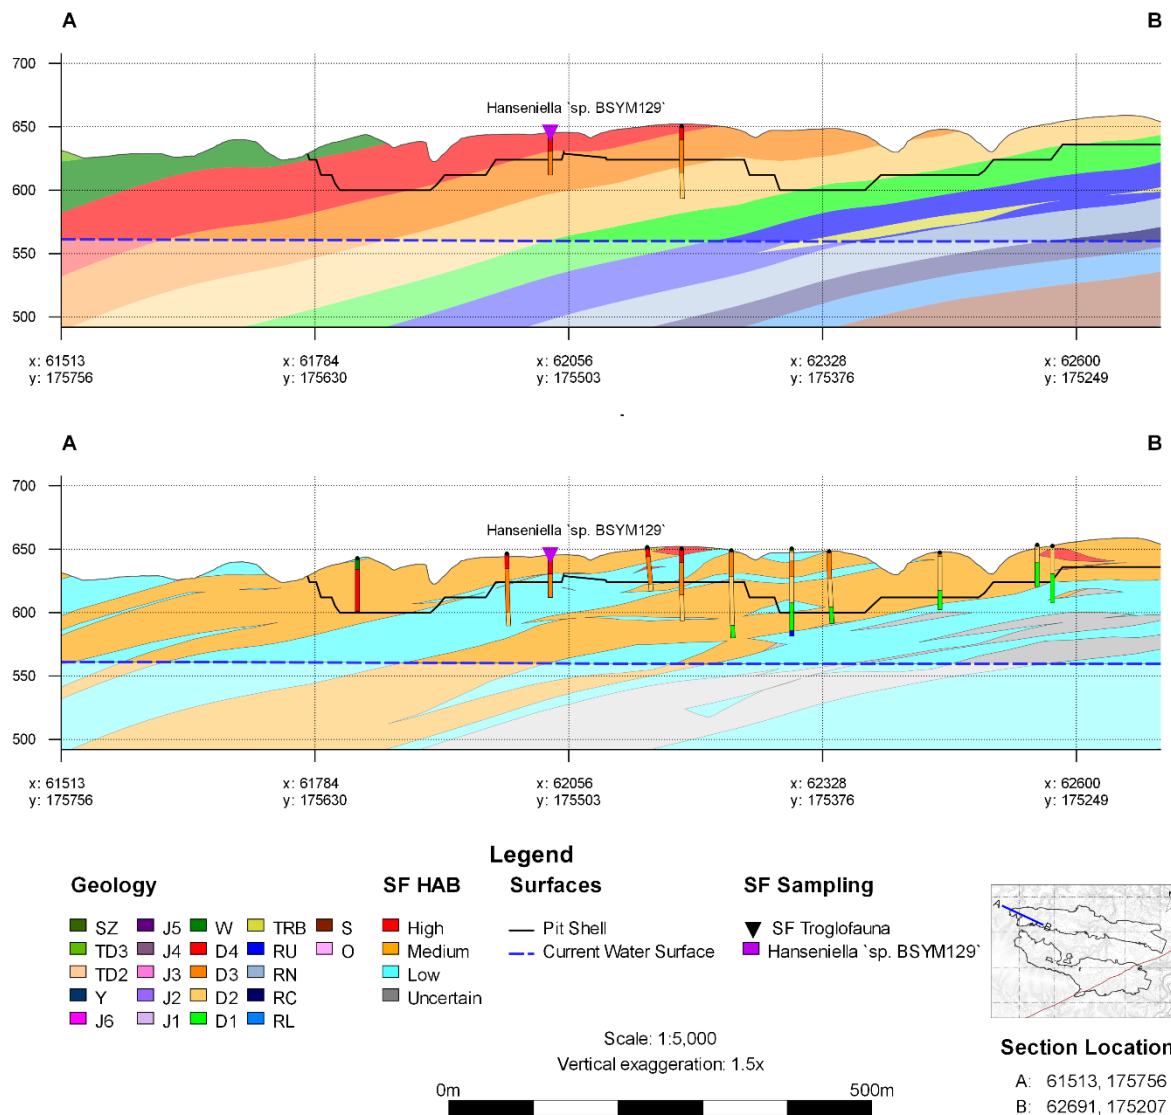 A B
700
650
600
550
500
Hanseniella `sp. BSYM129`
x: 61513 x: 61784 x: 62056 x: 62328 x: 62600
y: 175756 y: 175630 y: 175503 y: 175376 y: 175249
-
A B
700
650
600
550
500
Hanseniella `sp. BSYM129`
x: 61513 x: 61784 x: 62056 x: 62328 x: 62600
y: 175756 y: 175630 y: 175503 y: 175376 y: 175249
Legend
Geology
SZ J5 W TRB S
TD3 J4 D4 RU O
TD2 J3 D3 RN
Y J2 D2 RC
J6 J1 D1 RL
SF HAB
High
Medium
Low
Uncertain
Surfaces
Pit Shell
Current Water Surface
SF Sampling
SF Troglofauna
Hanseniella `sp. BSYM129`
Scale: 1:5,000
Vertical exaggeration: 1.5x
0m 500m
A
B
Section Location
A: 61513, 175756
B: 62691, 175207